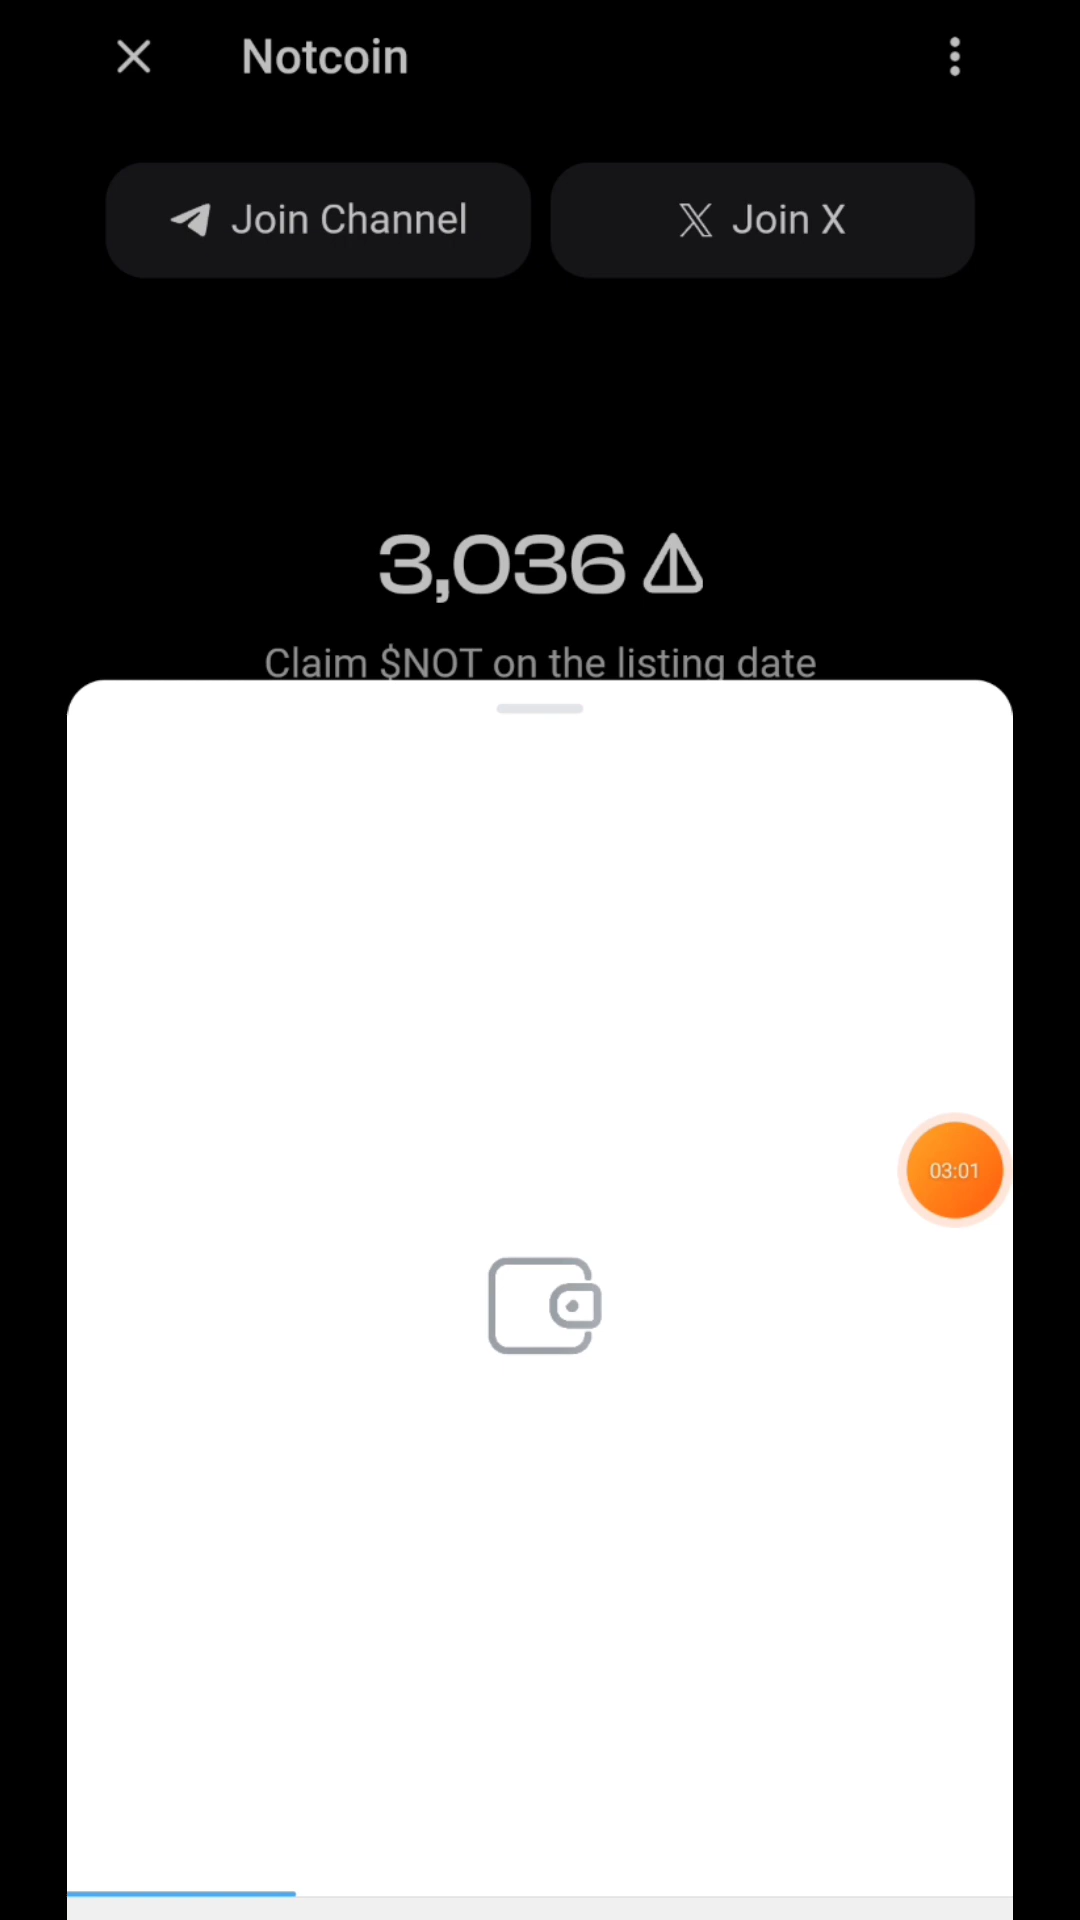 Notcoin
Join Channel
Join X
3,036
Claim $NOT on the listing date
03:01